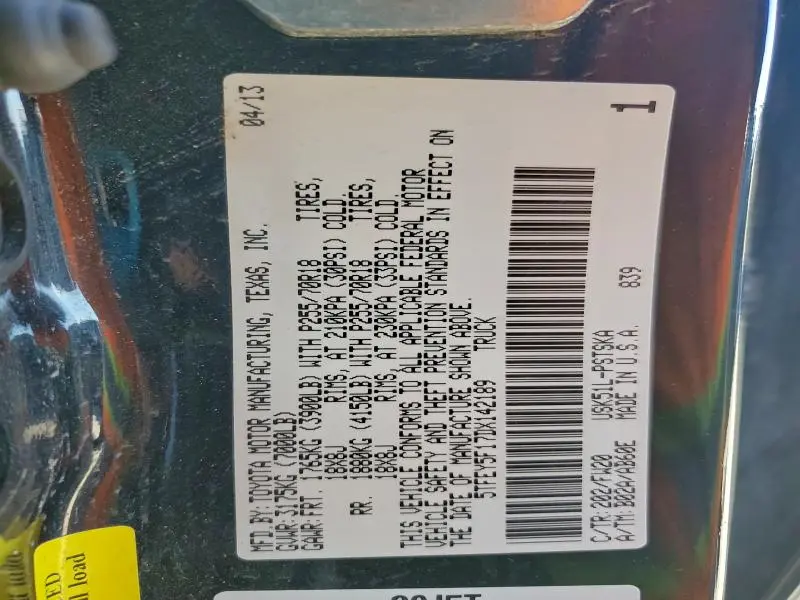 04/13
MFD.BY: TOYOTA MOTOR MANUFACTURING, TEXAS, INC.
GVWR: 3175KG (7000LB)
GAWR: FRT. 1765KG (3900LB) WITH P255/70R18 TIRES,
18X8J RIMS, AT 210KPA (30PSI) COLD.
RR. 1880KG (4150LB) WITH P255/70R18 TIRES,
18X8J RIMS, AT 230KPA (33PSI) COLD.
THIS VEHICLE CONFORMS TO ALL APPLICABLE FEDERAL MOTOR
VEHICLE SAFETY AND THEFT PREVENTION STANDARDS IN EFFECT ON
THE DATE OF MANUFACTURE SHOWN ABOVE.
5TFEY5F17DX142189 TRUCK
C/TR: 202/FA20 USK51L-PSTSKA 839
A/TM: B02A/AB60E MADE IN U.S.A.
1
load